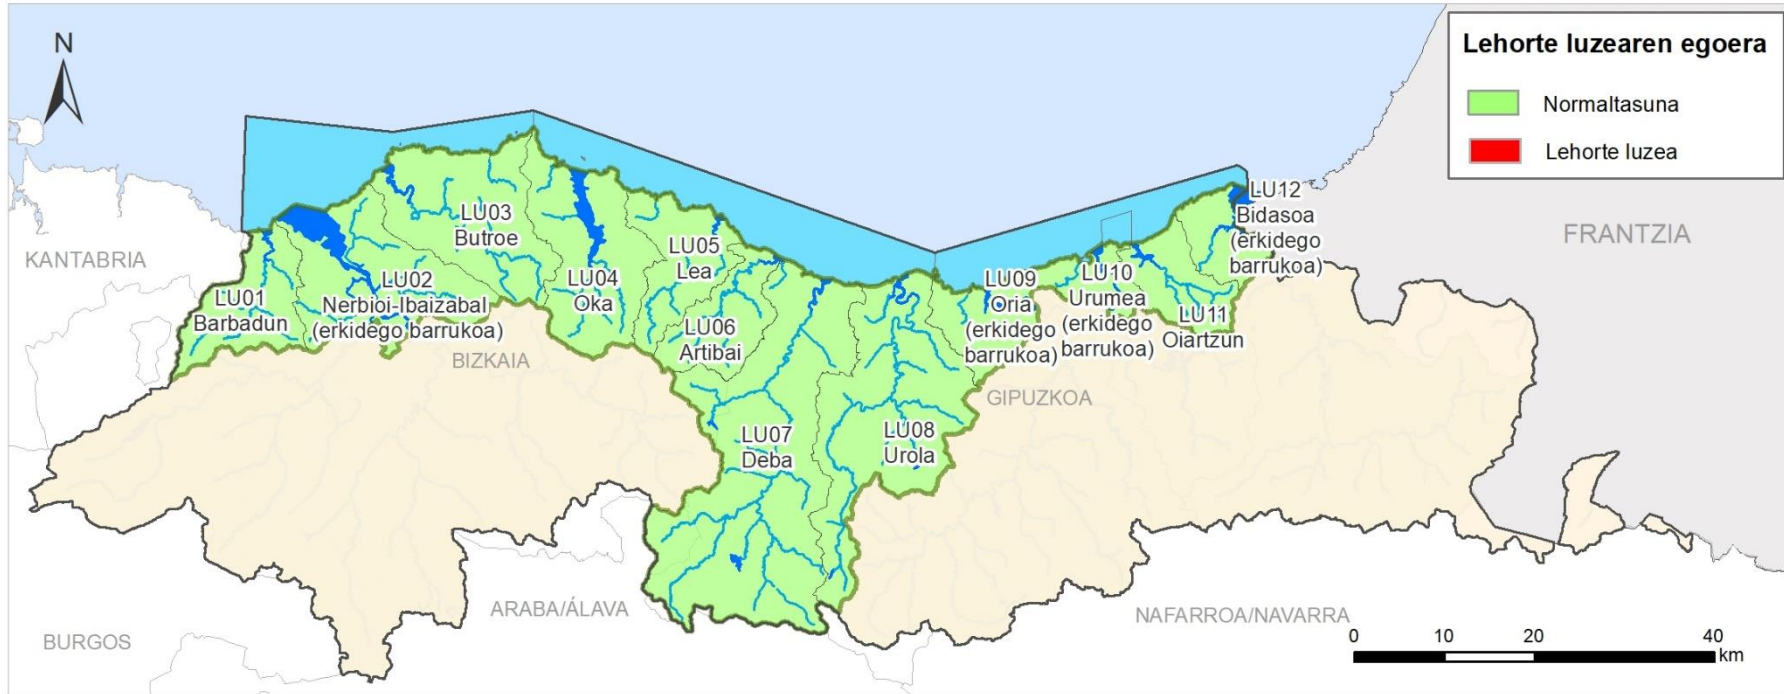 N
Lehorte luzearen egoera
Normaltasuna
Lehorte luzea
KANTABRIA
FRANTZIA
LU01
Barbadun
LU02
Nerbioi-Ibaizabal
(erkidego barrukoa)
LU03
Butroe
LU04
Oka
LU05
Lea
LU06
Artibai
LU07
Deba
LU08
Urola
LU09
Oria
(erkidego
barrukoa)
LU10
Urumea
(erkidego
barrukoa)
LU11
Oiartzun
LU12
Bidasoa
(erkidego
barrukoa)
BIZKAIA
GIPUZKOA
ARABA/ÁLAVA
BURGOS
NAFARROA/NAVARRA
0 10 20 40
km